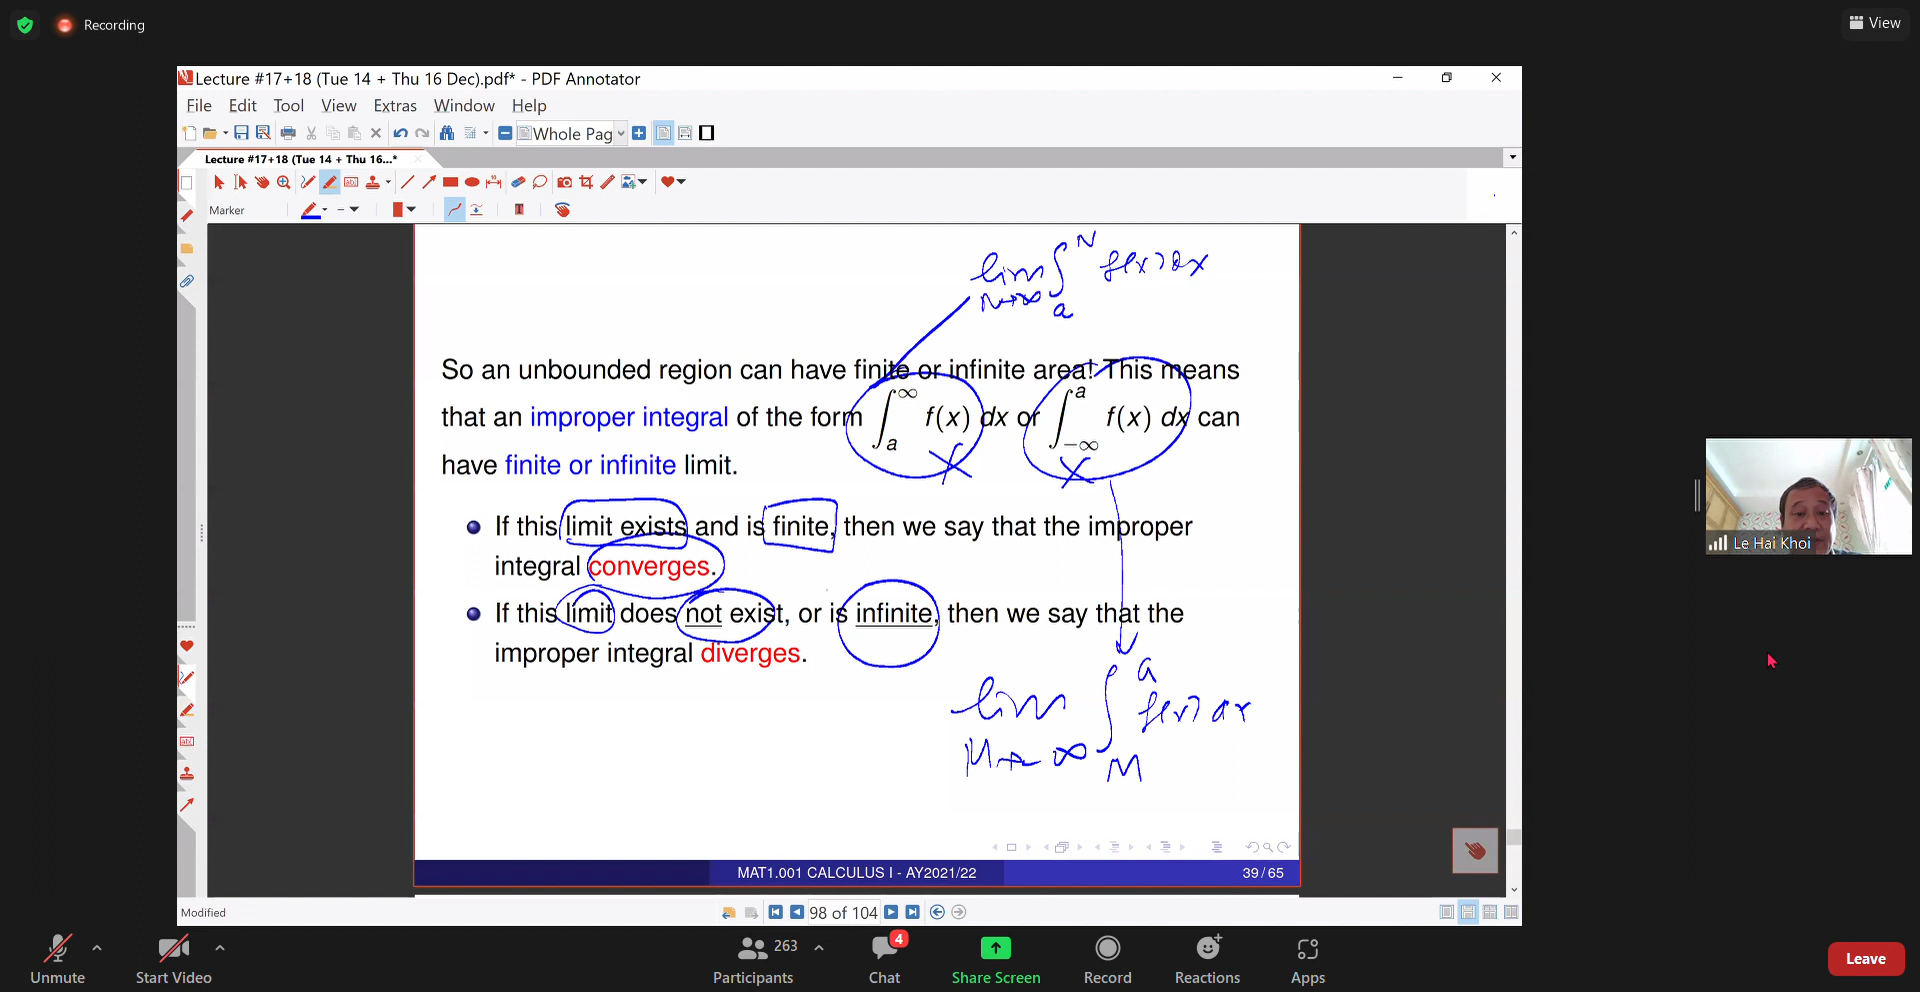 Recording
View
Lecture #17+18 (Tue 14 + Thu 16 Dec).pdf* - PDF Annotator
File Edit Tool View Extras Window Help
Whole Pag
Lecture #17+18 (Tue 14 + Thu 16...*
Marker
lim ∫ₐᴺ f(x) dx
N→∞
So an unbounded region can have finite or infinite area! This means
that an improper integral of the form ∫ₐ^∞ f(x) dx or ∫₋∞^a f(x) dx can
have finite or infinite limit.
If this limit exists and is finite, then we say that the improper
integral converges.
If this limit does not exist, or is infinite, then we say that the
improper integral diverges.
lim ∫_M^a f(x) dx
M→-∞
MAT1.001 CALCULUS I - AY2021/22 39/65
Modified
98 of 104
Le Hai Khoi
Unmute
Start Video
263
Participants
4
Chat
Share Screen
Record
Reactions
Apps
Leave